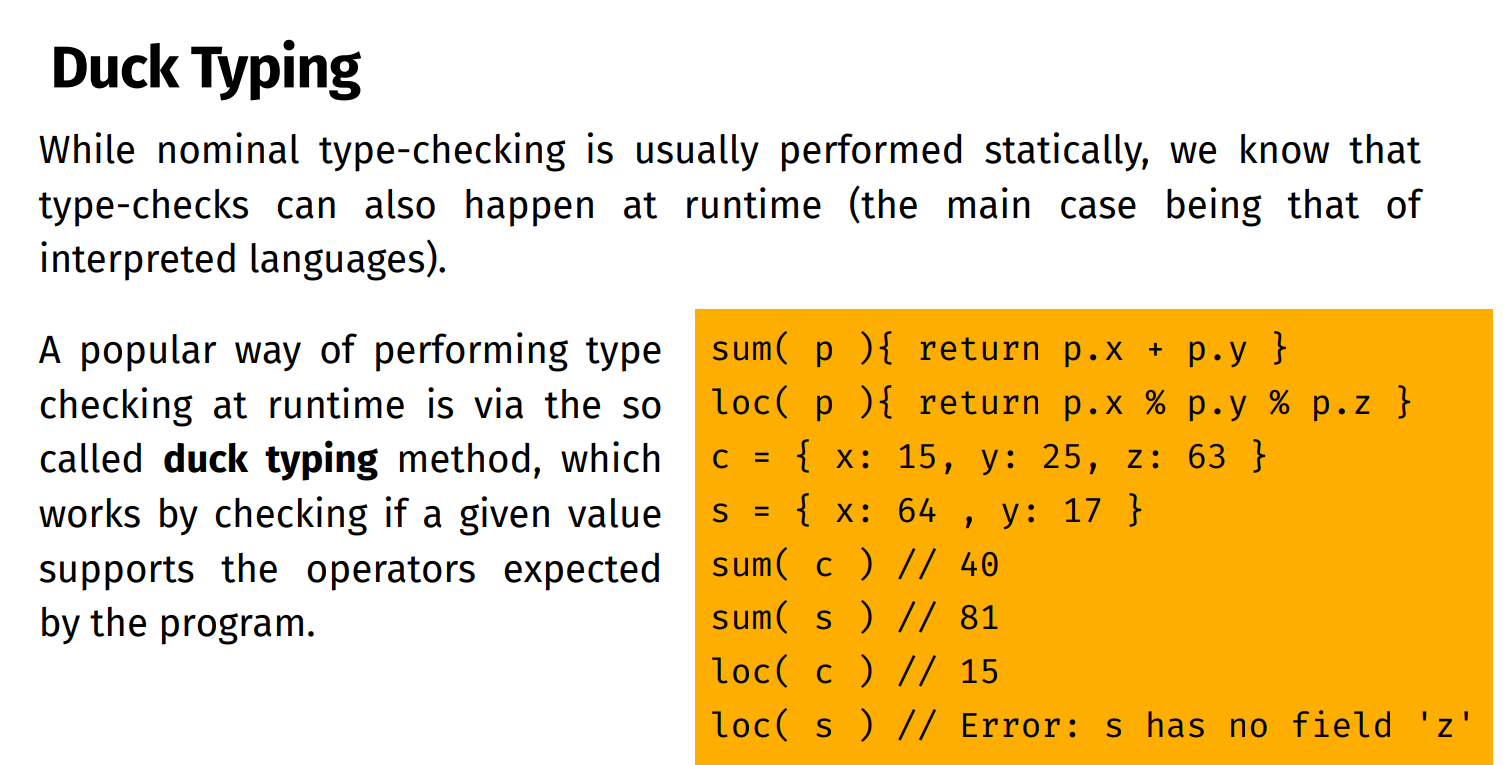 Duck Typing
While nominal type-checking is usually performed statically, we know that
type-checks can also happen at runtime (the main case being that of
interpreted languages).
A popular way of performing type
checking at runtime is via the so
called duck typing method, which
works by checking if a given value
supports the operators expected
by the program.
sum( p ){ return p.x + p.y }
loc( p ){ return p.x % p.y % p.z }
c = { x: 15, y: 25, z: 63 }
s = { x: 64 , y: 17 }
sum( c ) // 40
sum( s ) // 81
loc( c ) // 15
loc( s ) // Error: s has no field 'z'